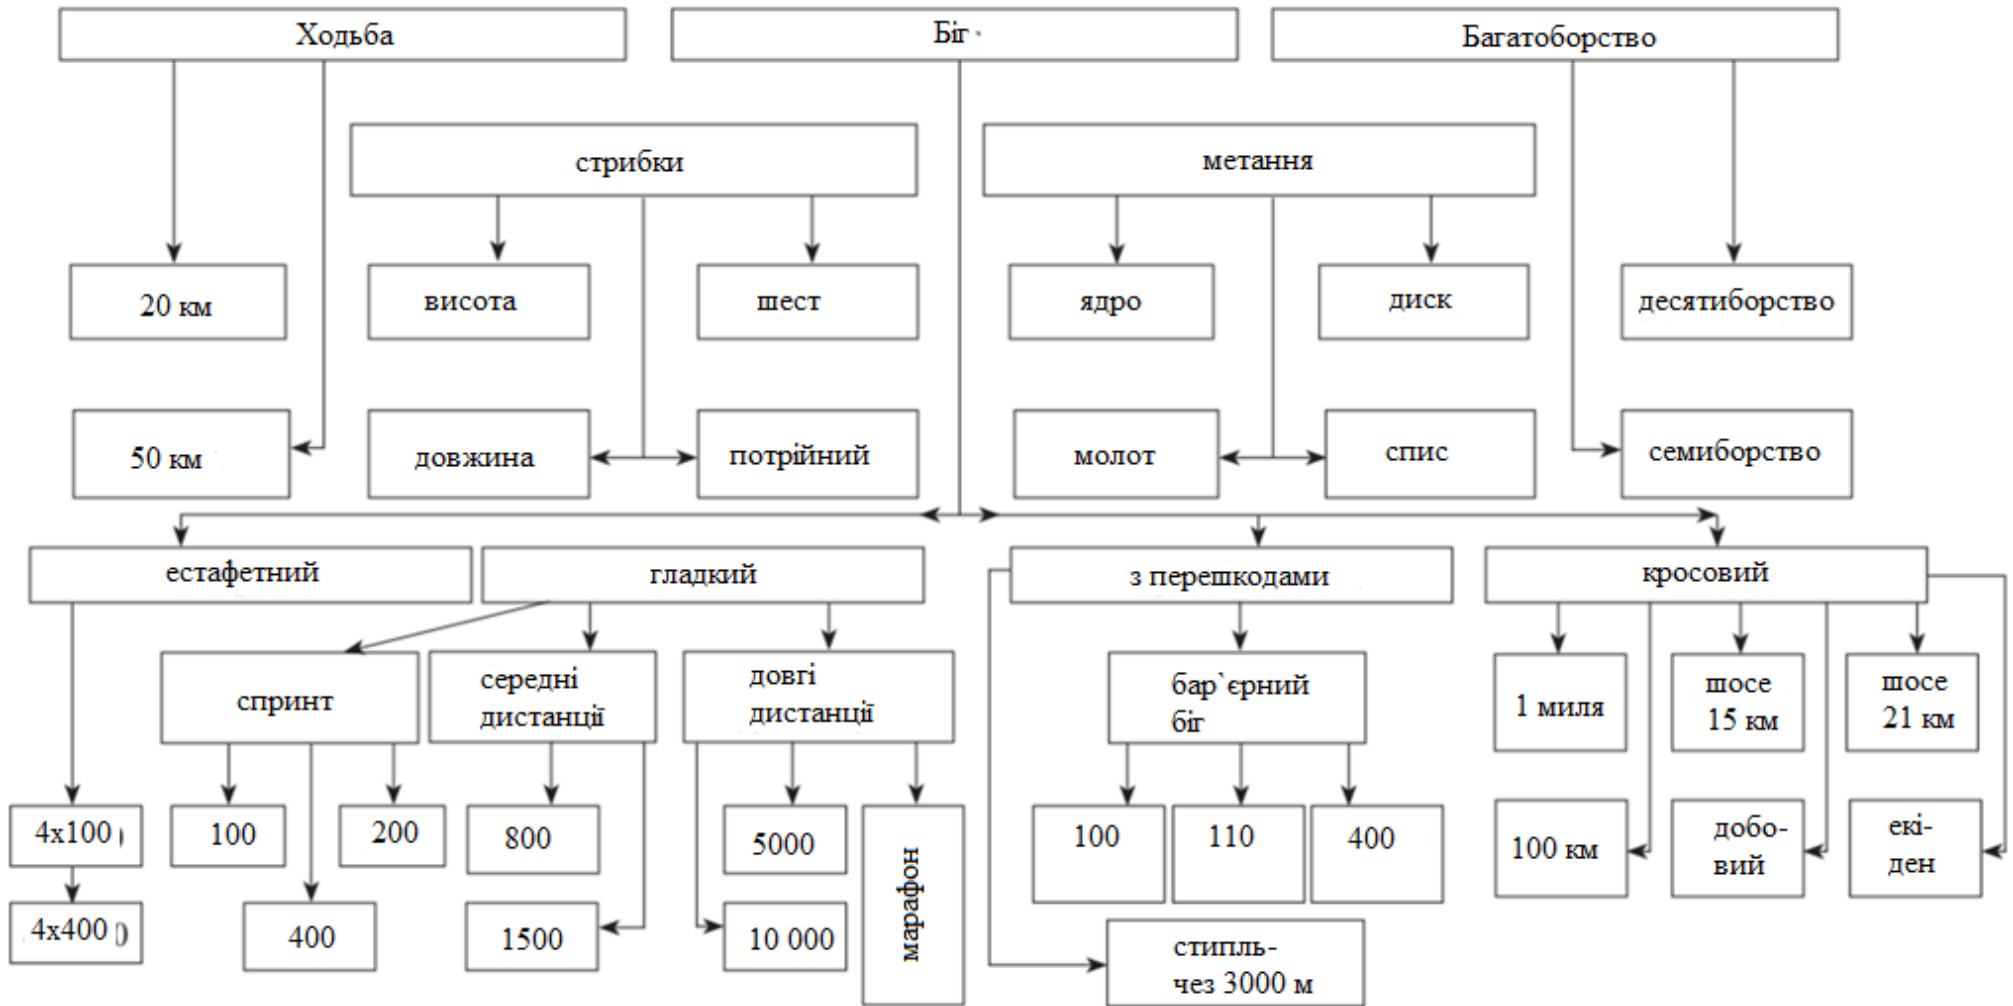 Ходьба
Біг
Багатоборство
стрибки
метання
20 км
висота
шест
ядро
диск
десятиборство
50 км
довжина
потрійний
молот
спис
семиборство
естафетний
гладкий
з перешкодами
кросовий
спринт
середні
дистанції
довгі
дистанції
бар`єрний
біг
1 миля
шосе
15 км
шосе
21 км
4х100
100
200
800
5000
марафон
100
110
400
100 км
добо-
вий
екі-
ден
4х400
400
1500
10 000
стипль-
чез 3000 м